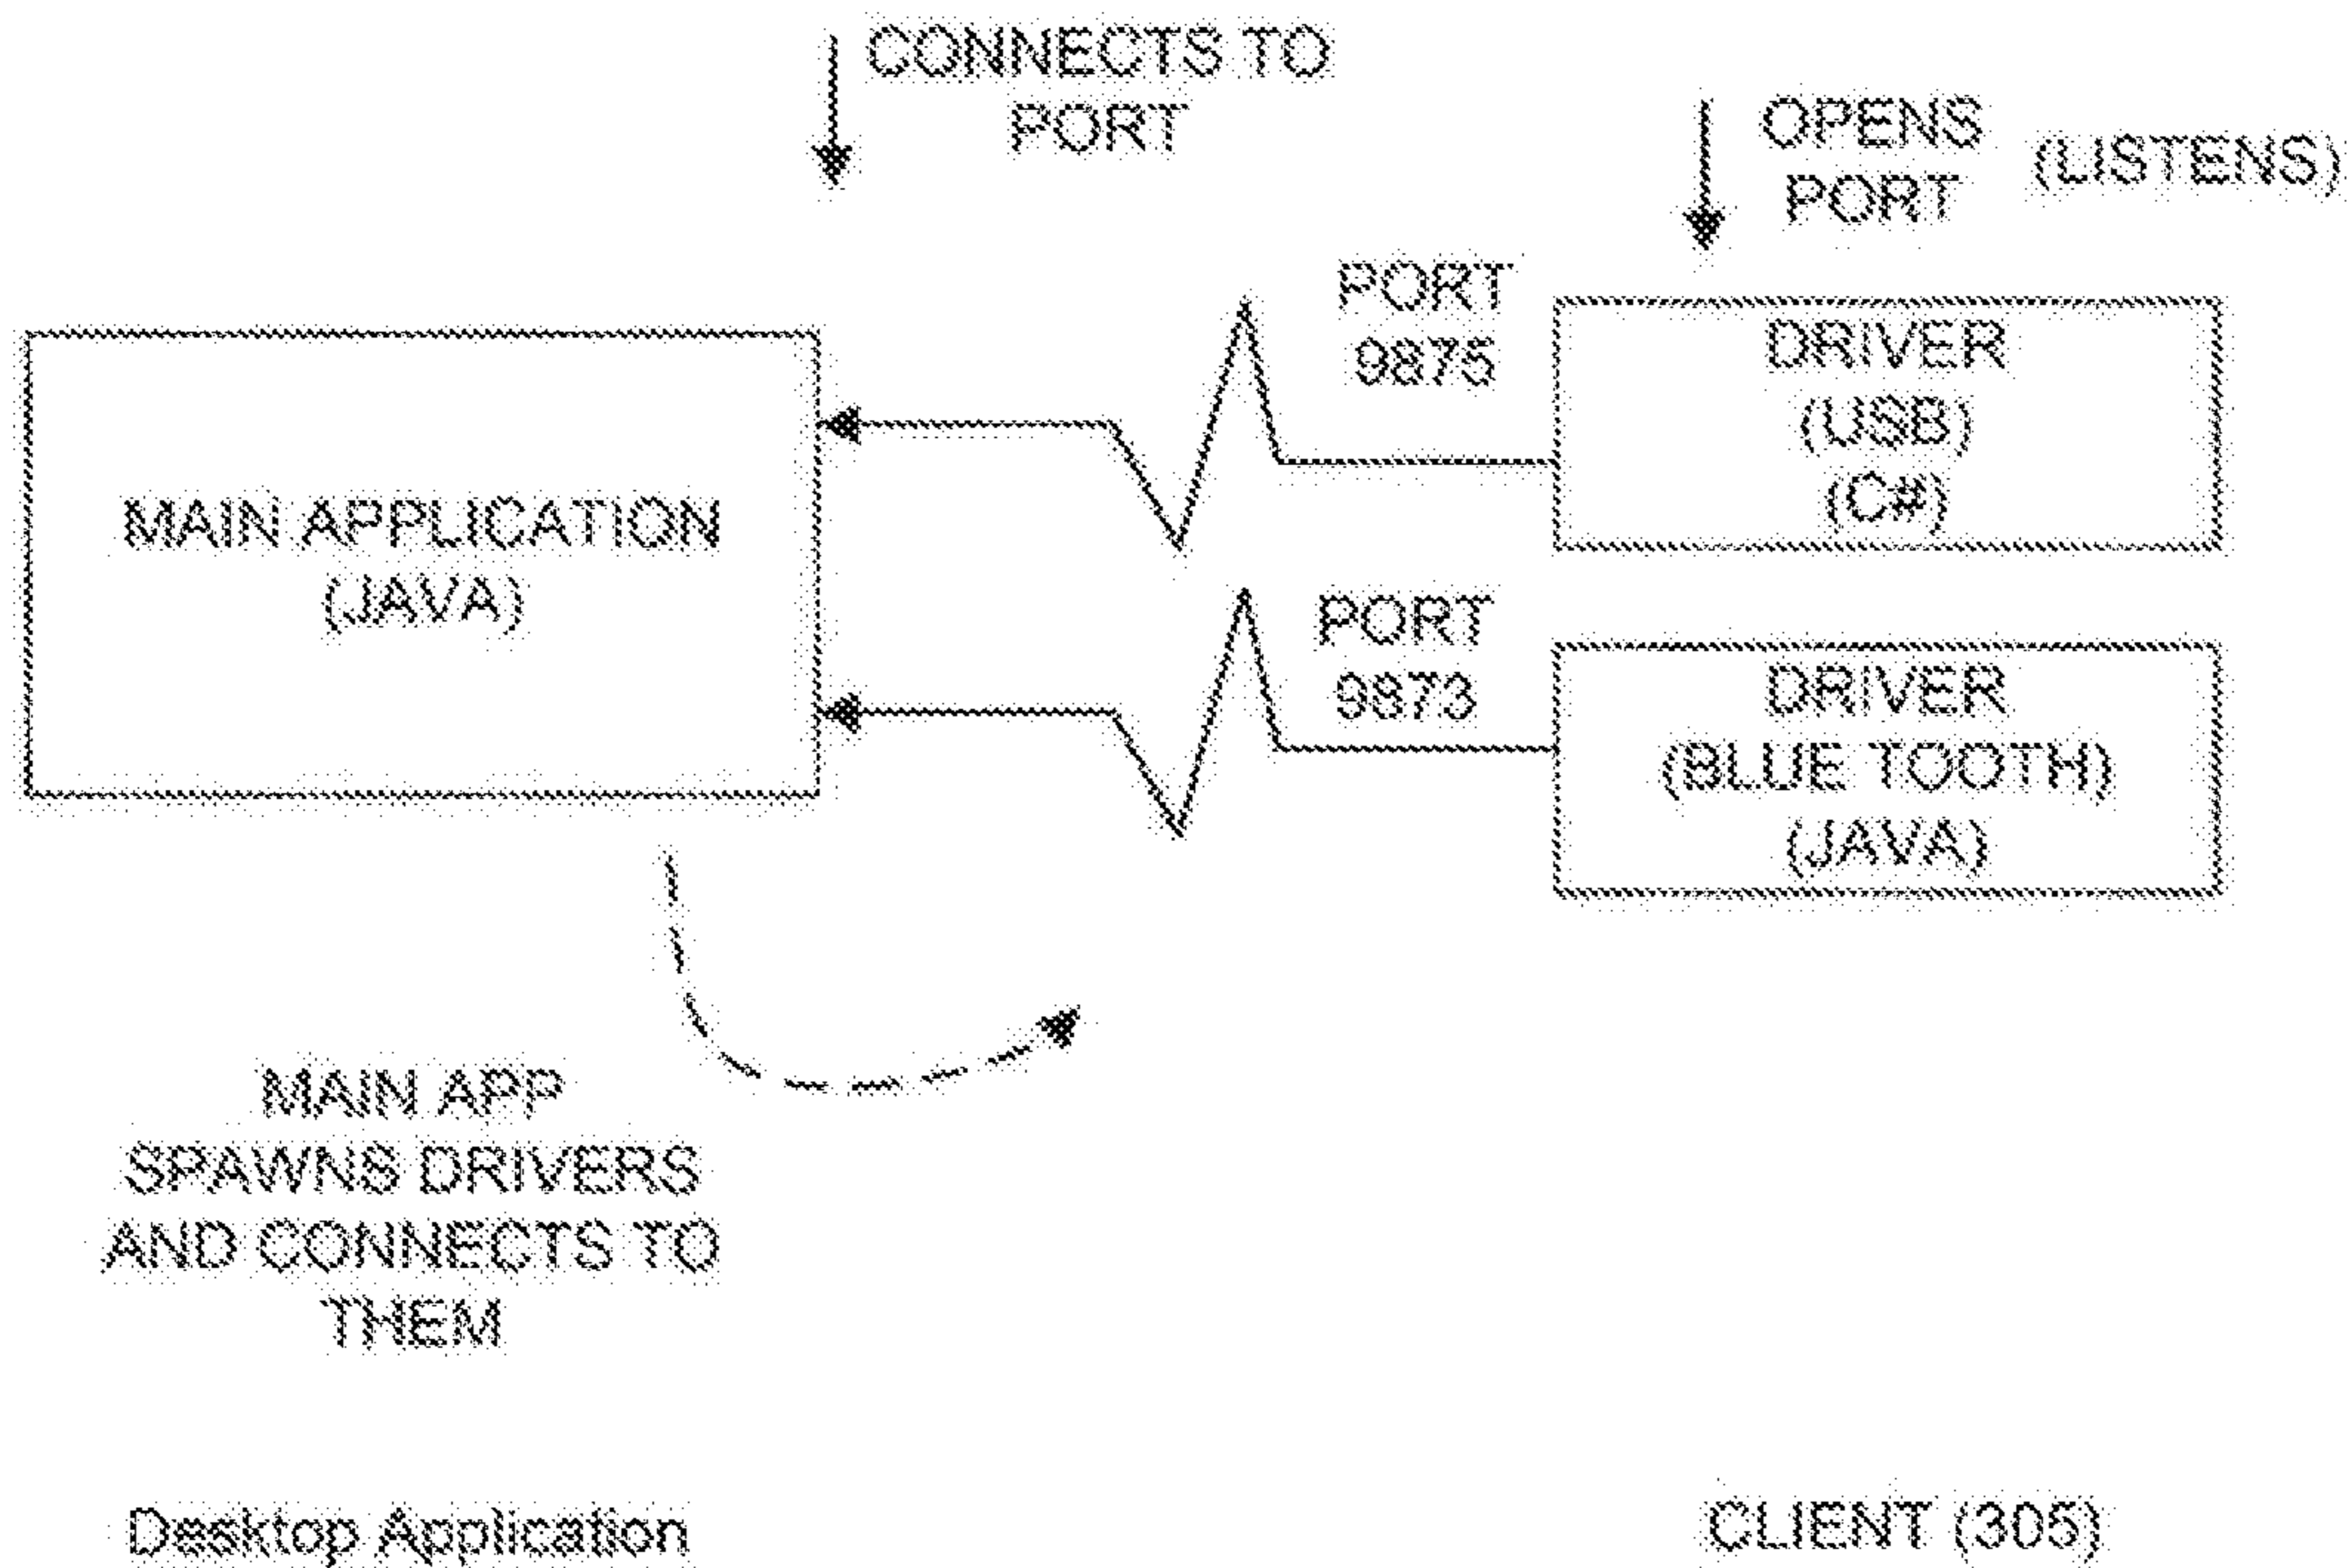 CONNECTS TO
PORT
OPENS
PORT
(LISTENS)
PORT
9875
DRIVER
(USB)
(C#)
MAIN APPLICATION
(JAVA)
PORT
9873
DRIVER
(BLUE TOOTH)
(JAVA)
MAIN APP
SPAWNS DRIVERS
AND CONNECTS TO
THEM
Desktop Application
CLIENT (305)